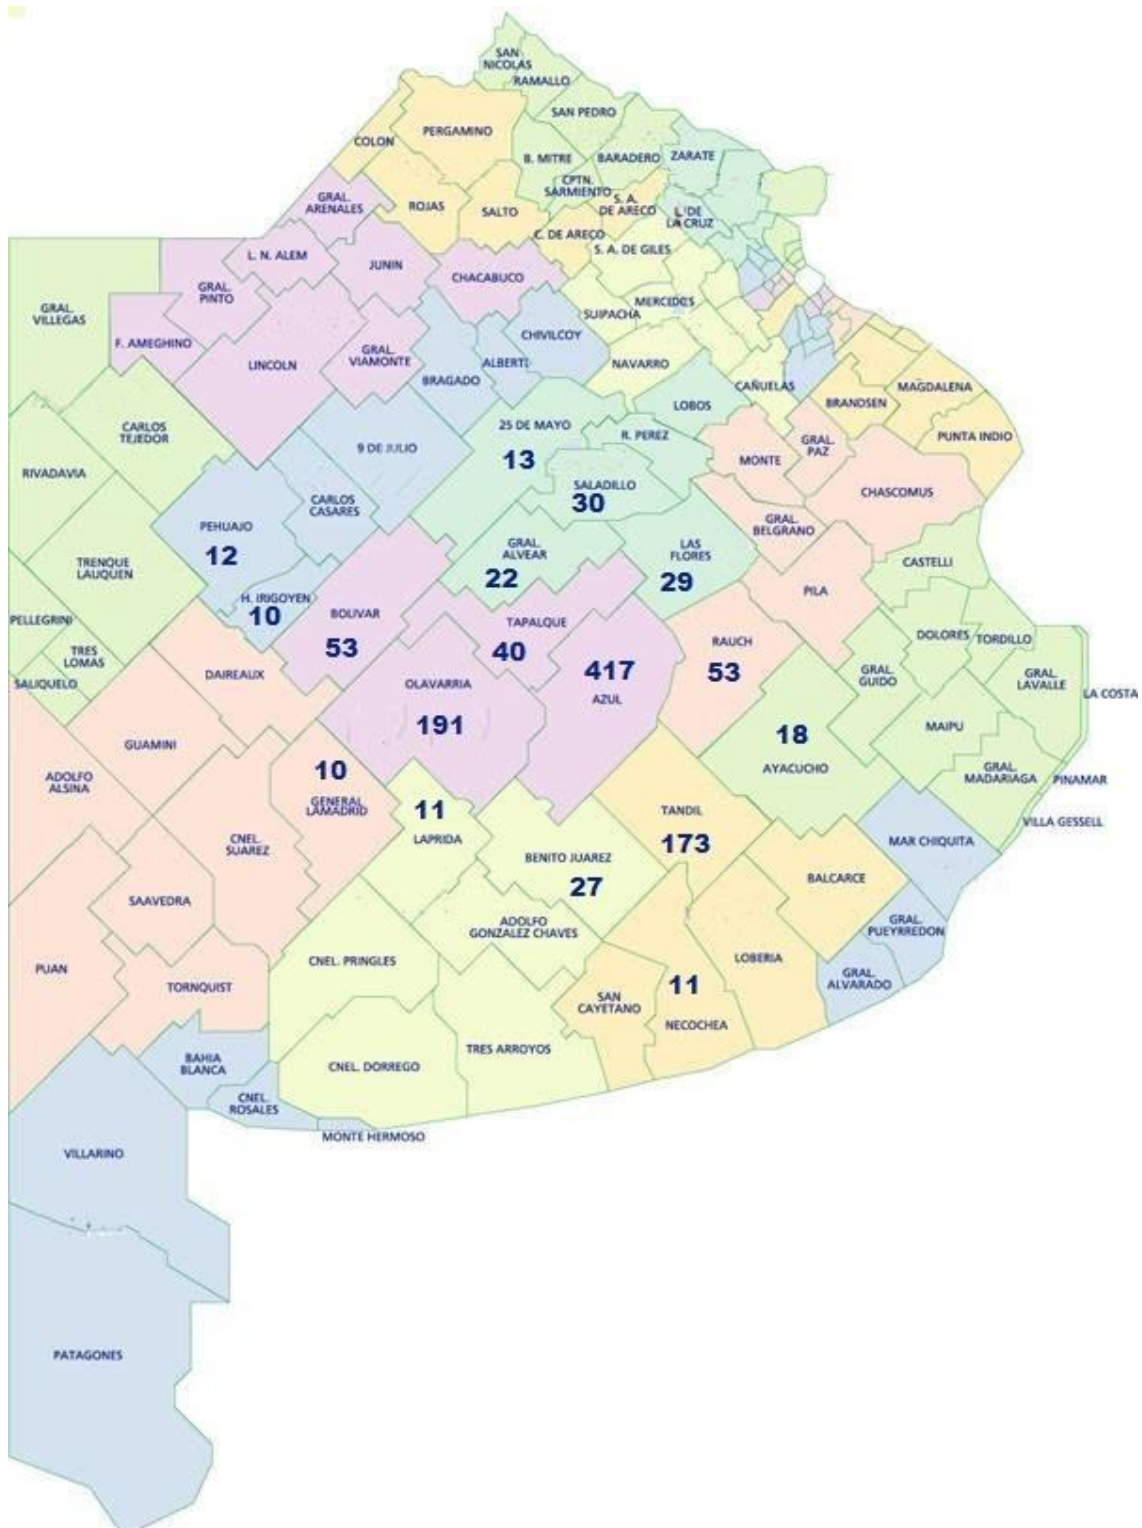 SAN
NICOLAS
RAMALLO
SAN PEDRO
COLON
PERGAMINO
B. MITRE
BARADERO
ZARATE
CPTN.
SARMIENTO
GRAL.
ARENALES
ROJAS
SALTO
S. A.
DE ARECO
L. DE
LA CRUZ
C. DE ARECO
S. A. DE GILES
L. N. ALEM
JUNIN
CHACABUCO
GRAL.
PINTO
GRAL.
VILLEGAS
MERCEDES
SUIPACHA
F. AMEGHINO
LINCOLN
GRAL.
VIAMONTE
BRAGADO
ALBERTI
CHIVILCOY
NAVARRO
CAÑUELAS
MAGDALENA
BRANDSEN
LOBOS
CARLOS
TEJEDOR
25 DE MAYO
13
R. PEREZ
PUNTA INDIO
GRAL.
PAZ
MONTE
9 DE JULIO
RIVADAVIA
SALADILLO
30
CHASCOMUS
CARLOS
CASARES
PEHUAJO
12
GRAL.
BELGRANO
GRAL.
ALVEAR
22
LAS
FLORES
29
TRENQUE
LAUQUEN
CASTELLI
PILA
H. IRIGOYEN
10
BOLIVAR
53
PELLEGRINI
TAPALQUE
40
RAUCH
53
DOLORES
TORDILLO
TRES
LOMAS
SALIQUELO
DAIREAUX
OLAVARRIA
191
417
AZUL
GRAL.
GUIDO
GRAL.
LAVALLE
LA COSTA
GUAMINI
18
AYACUCHO
MAIPU
ADOLFO
ALSINA
10
GENERAL
LAMADRID
GRAL.
MADARIAGA
PINAMAR
11
LAPRIDA
TANDIL
173
VILLA GESSELL
CNEL.
SUAREZ
BENITO JUAREZ
27
MAR CHIQUITA
BALCARCE
SAAVEDRA
ADOLFO
GONZALEZ CHAVES
GRAL.
PUEYRREDON
PUAN
CNEL. PRINGLES
LOBERIA
GRAL.
ALVARADO
TORNQUIST
SAN
CAYETANO
11
NECOCHEA
BAHIA
BLANCA
CNEL. DORREGO
TRES ARROYOS
CNEL.
ROSALES
MONTE HERMOSO
VILLARINO
PATAGONES